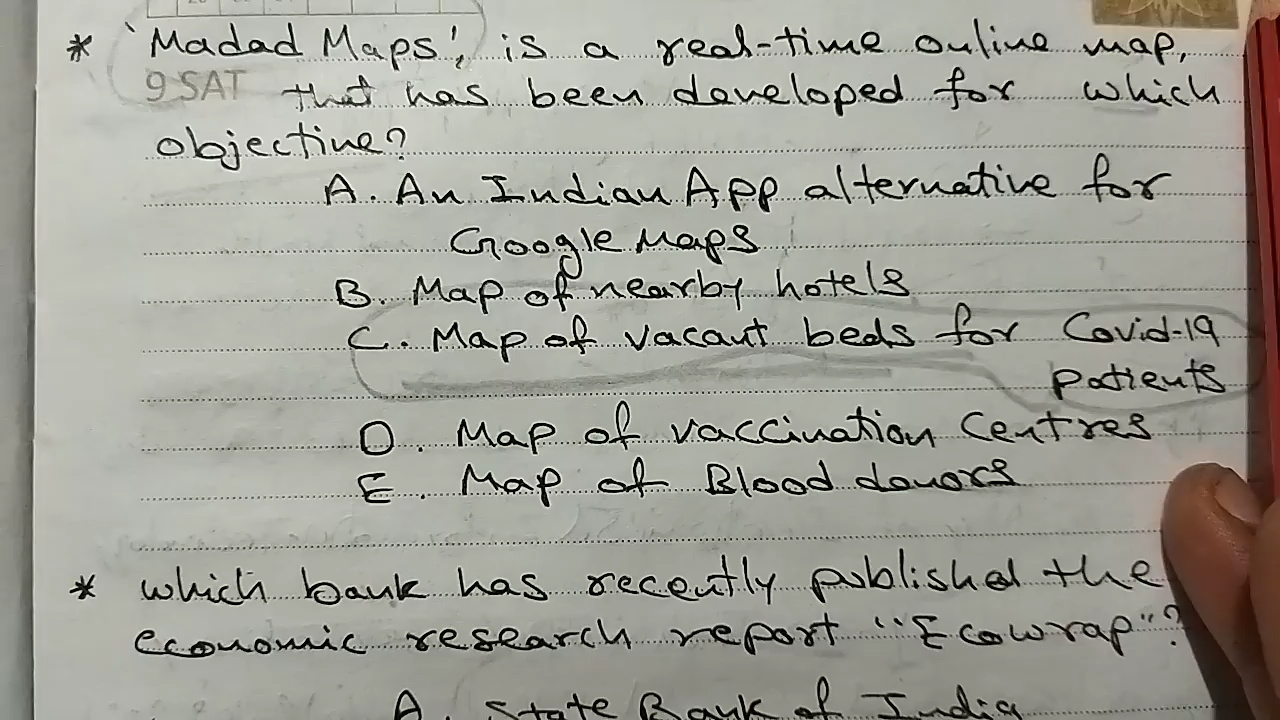 * 'Madad Maps', is a real-time online map,
9 SAT that has been developed for which
objective?
A. An Indian App alternative for
Google Maps
B. Map of nearby hotels
C. Map of vacant beds for Covid-19
patients
D. Map of vaccination Centres
E. Map of Blood donors
* which bank has recently published the
economic research report "Ecowrap"?
A. State Bank of India